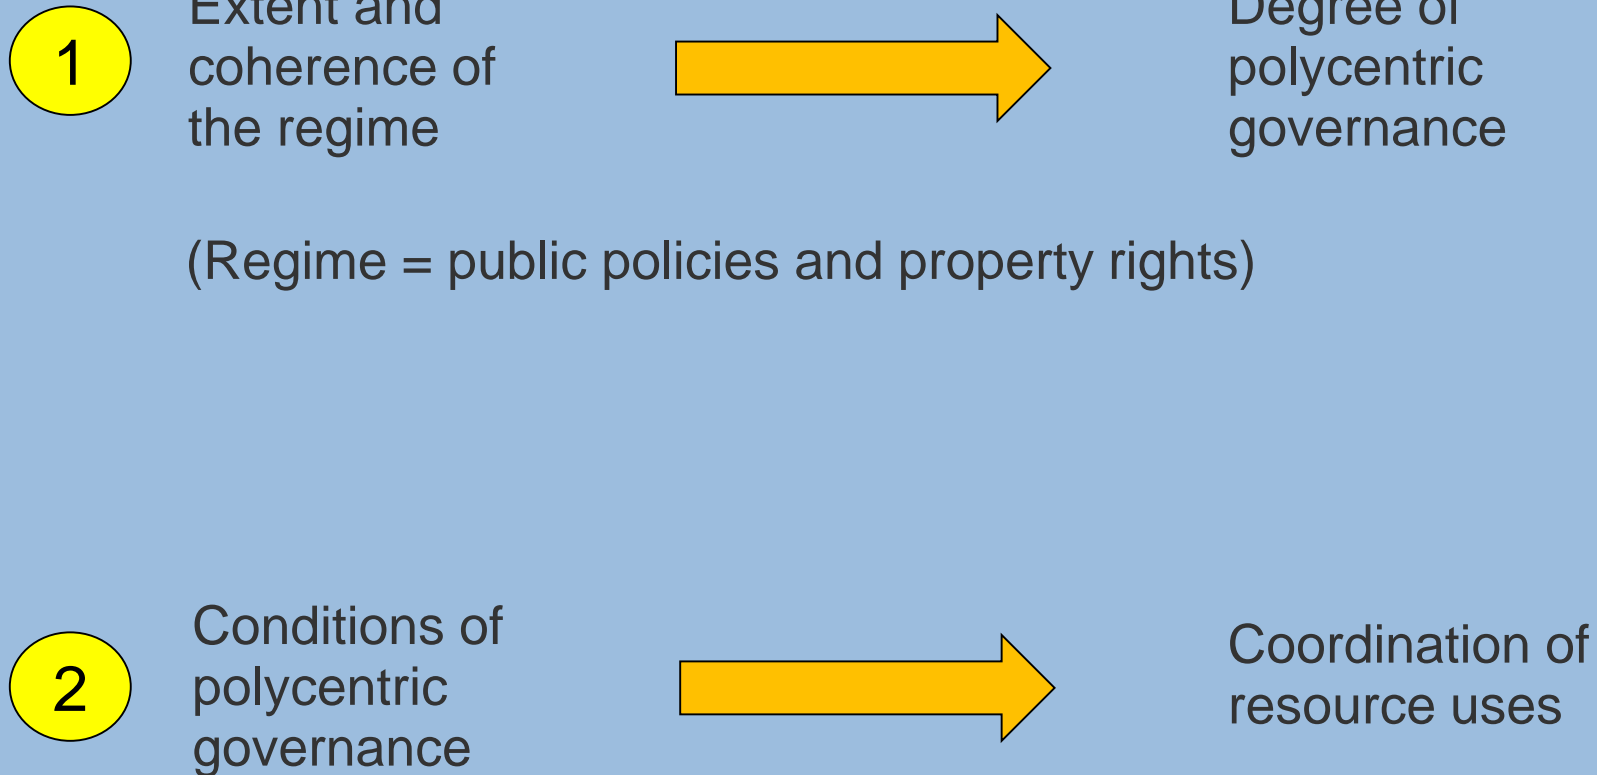 1
Extent and
coherence of
the regime
Degree of
polycentric
governance
(Regime = public policies and property rights)
2
Conditions of
polycentric
governance
Coordination of
resource uses